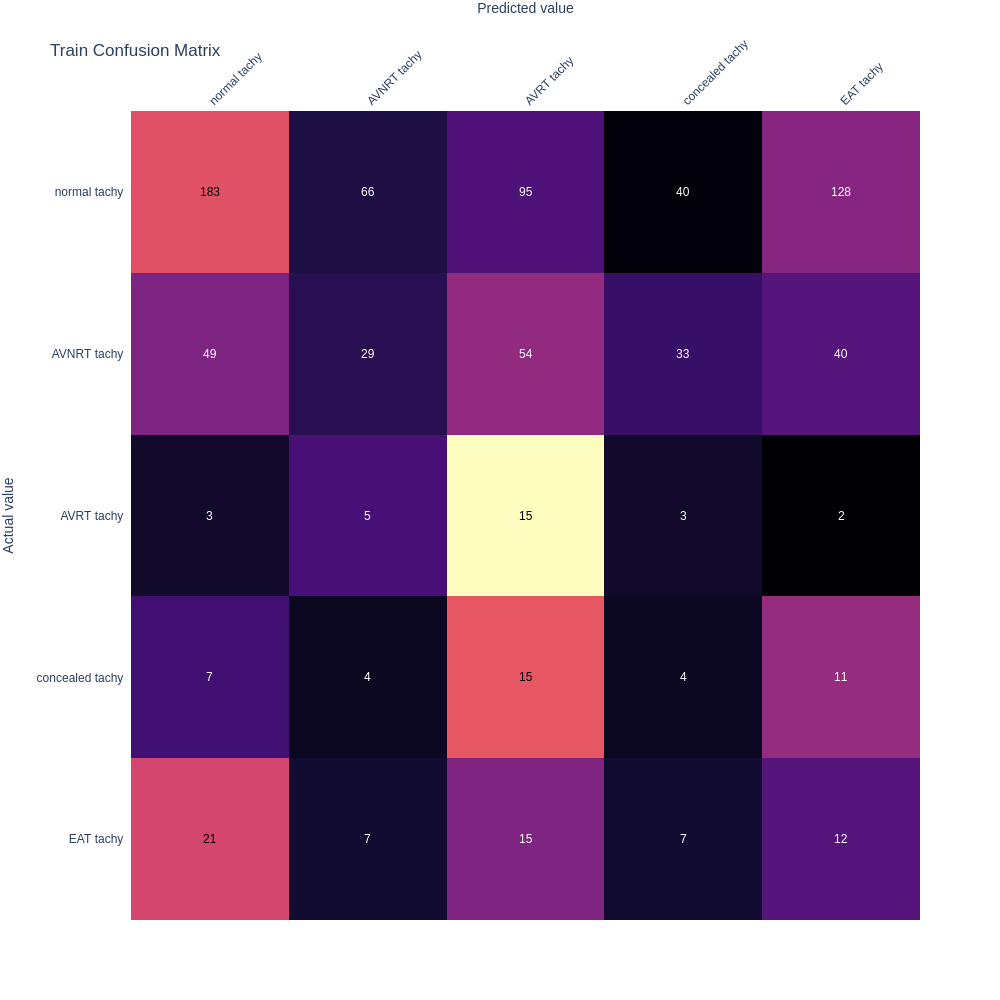 Predicted value
Train Confusion Matrix
normal tachy
AVNRT tachy
AVRT tachy
concealed tachy
EAT tachy
normal tachy 183 66 95 40 128
AVNRT tachy 49 29 54 33 40
AVRT tachy 3 5 15 3 2
concealed tachy 7 4 15 4 11
EAT tachy 21 7 15 7 12
Actual value